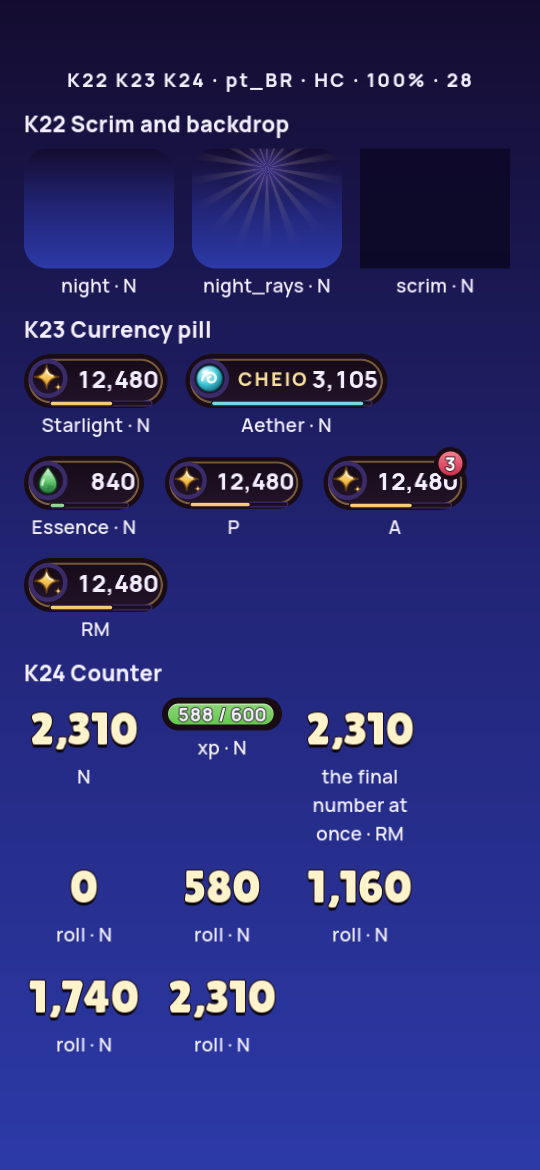 K22 K23 K24 · pt_BR · HC · 100% · 28
K22 Scrim and backdrop
night · N
night_rays · N
scrim · N
K23 Currency pill
12,480
CHEIO 3,105
Starlight · N
Aether · N
840
12,480
12,480
3
Essence · N
P
A
12,480
RM
K24 Counter
2,310
588 / 600
2,310
N
xp · N
the final
number at
once · RM
0
580
1,160
roll · N
roll · N
roll · N
1,740
2,310
roll · N
roll · N